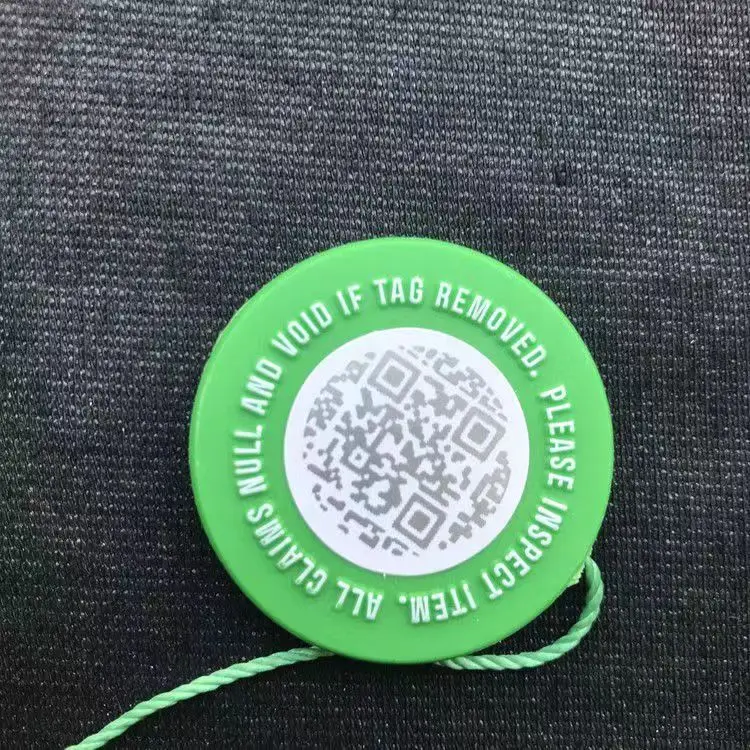 ALL CLAIMS NULL AND VOID IF TAG REMOVED. PLEASE INSPECT ITEM.